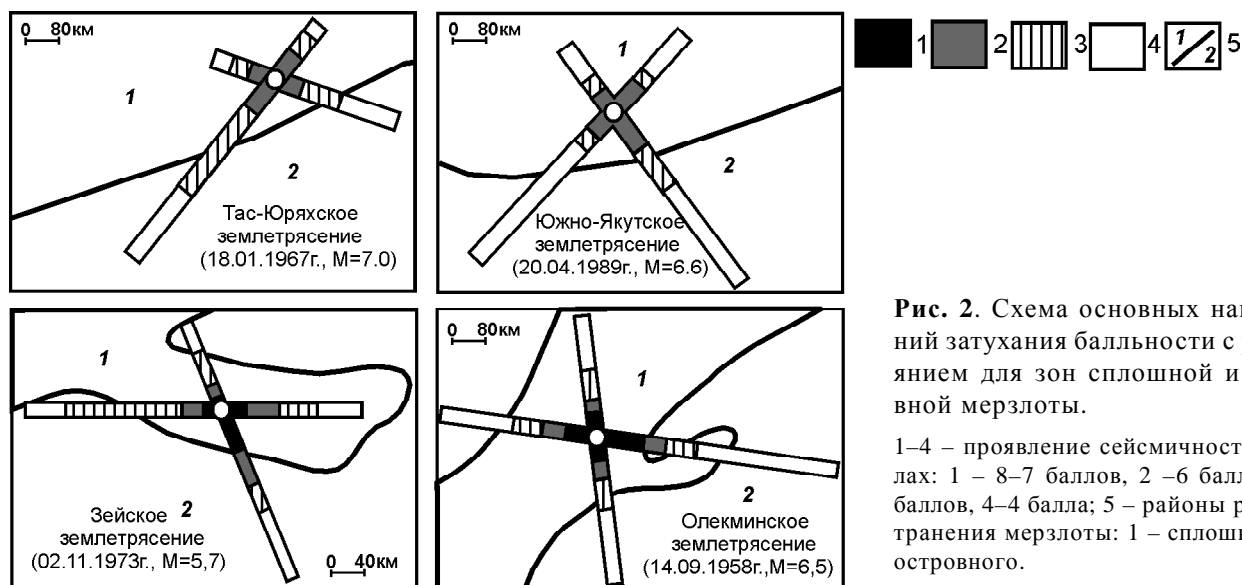 0 80км
1
2
Тас-Юряхское
землетрясение
(18.01.1967г., М=7.0)
0 80км
1
2
Южно-Якутское
землетрясение
(20.04.1989г., М=6.6)
1 2 3 4 1/2 5
1
Зейское 2
землетрясение
(02.11.1973г., М=5,7)
0 40км
0 80км
1
2
Олекминское
землетрясение
(14.09.1958г.,М=6,5)
Рис. 2. Схема основных нап
ний затухания балльности с
янием для зон сплошной и
вной мерзлоты.
1–4 – проявление сейсмичност
лах: 1 – 8–7 баллов, 2 –6 балл
баллов, 4–4 балла; 5 – районы р
транения мерзлоты: 1 – сплошн
островного.